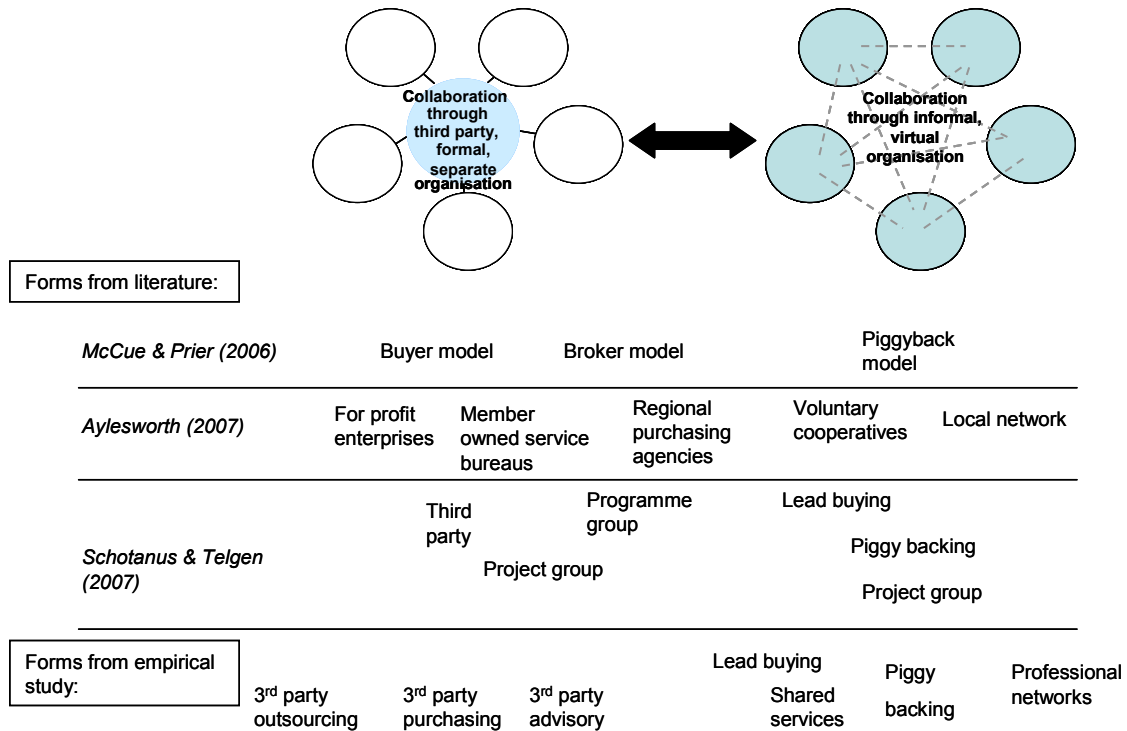 Collaboration
through
third party,
formal,
separate
organisation
Collaboration
through informal,
virtual
organisation
Forms from literature:
McCue & Prier (2006)
Buyer model
Broker model
Piggyback
model
Aylesworth (2007)
For profit
enterprises
Member
owned service
bureaus
Regional
purchasing
agencies
Voluntary
cooperatives
Local network
Schotanus & Telgen
(2007)
Third
party
Project group
Programme
group
Lead buying
Piggy backing
Project group
Forms from empirical
study:
3rd party
outsourcing
3rd party
purchasing
3rd party
advisory
Lead buying
Shared
services
Piggy
backing
Professional
networks